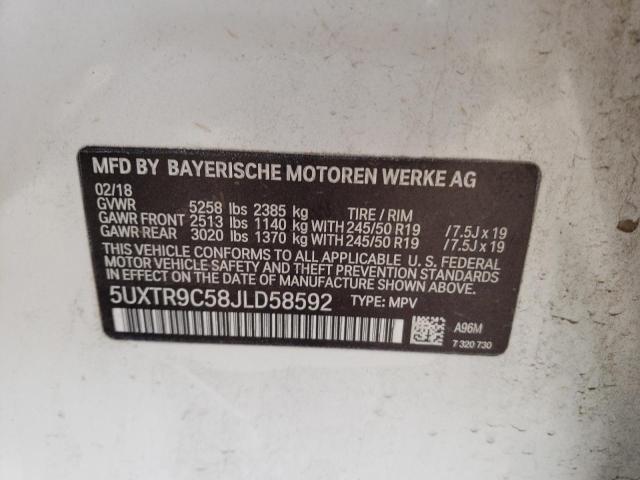 MFD BY BAYERISCHE MOTOREN WERKE AG
02/18
GVWR 5258 lbs 2385 kg TIRE / RIM
GAWR FRONT 2513 lbs 1140 kg WITH 245/50 R19 / 7.5J x 19
GAWR REAR 3020 lbs 1370 kg WITH 245/50 R19 / 7.5J x 19
THIS VEHICLE CONFORMS TO ALL APPLICABLE U. S. FEDERAL
MOTOR VEHICLE SAFETY AND THEFT PREVENTION STANDARDS IN
EFFECT ON THE DATE OF MANUFACTURE SHOWN ABOVE.
5UXTR9C58JLD58592 TYPE: MPV
A96M
7 320 730